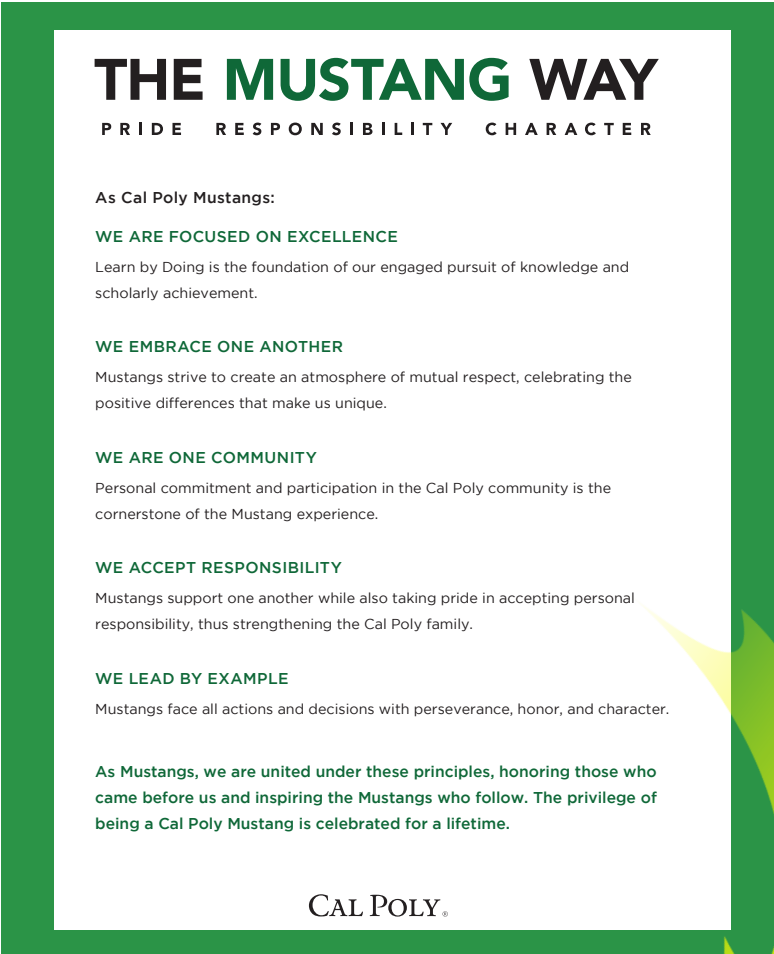 THE MUSTANG WAY
PRIDE RESPONSIBILITY CHARACTER
As Cal Poly Mustangs:
WE ARE FOCUSED ON EXCELLENCE
Learn by Doing is the foundation of our engaged pursuit of knowledge and
scholarly achievement.
WE EMBRACE ONE ANOTHER
Mustangs strive to create an atmosphere of mutual respect, celebrating the
positive differences that make us unique.
WE ARE ONE COMMUNITY
Personal commitment and participation in the Cal Poly community is the
cornerstone of the Mustang experience.
WE ACCEPT RESPONSIBILITY
Mustangs support one another while also taking pride in accepting personal
responsibility, thus strengthening the Cal Poly family.
WE LEAD BY EXAMPLE
Mustangs face all actions and decisions with perseverance, honor, and character.
As Mustangs, we are united under these principles, honoring those who
came before us and inspiring the Mustangs who follow. The privilege of
being a Cal Poly Mustang is celebrated for a lifetime.
CAL POLY®